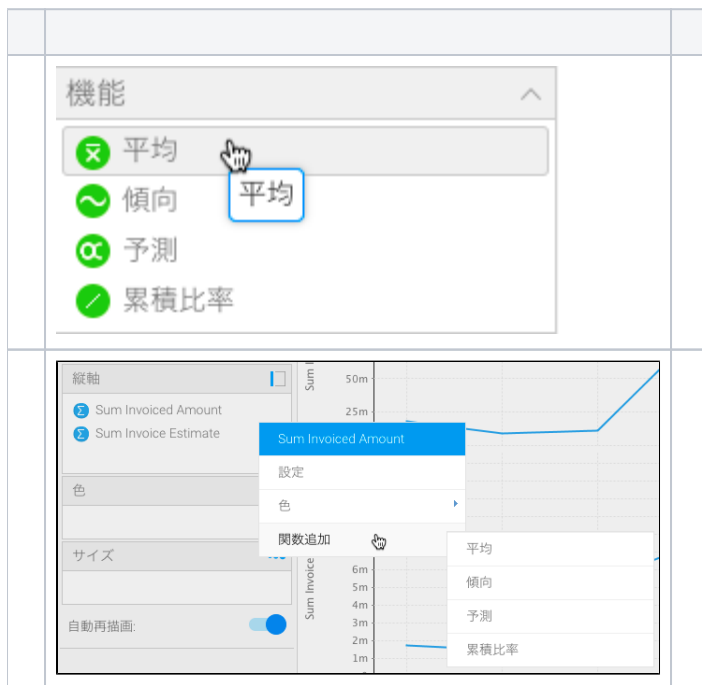 機能
平均
平均
傾向
予測
累積比率
縦軸
Sum Invoiced Amount
Sum Invoice Estimate
色
サイズ
自動再描画:
Sum I
50m
25m
Sum Invoiced Amount
設定
色
関数追加
平均
傾向
予測
累積比率
Sum Invoice
6m
5m
4m
3m
2m
1m